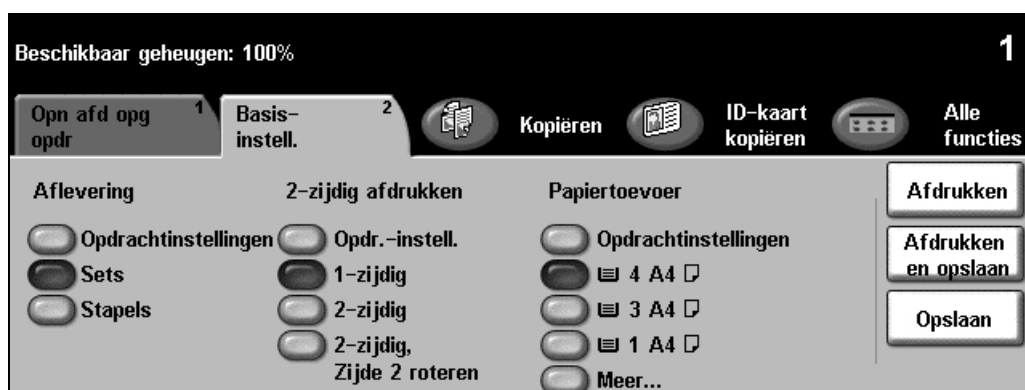 Beschikbaar geheugen: 100%
1
Opn afd opg
opdr
1
Basis-
instell.
2
Kopiëren
ID-kaart
kopiëren
Alle
functies
Aflevering
Opdrachtinstellingen
Sets
Stapels
2-zijdig afdrukken
Opdr.-instell.
1-zijdig
2-zijdig
2-zijdig,
Zijde 2 roteren
Papiertoevoer
Opdrachtinstellingen
4 A4
3 A4
1 A4
Meer...
Afdrukken
Afdrukken
en opslaan
Opslaan